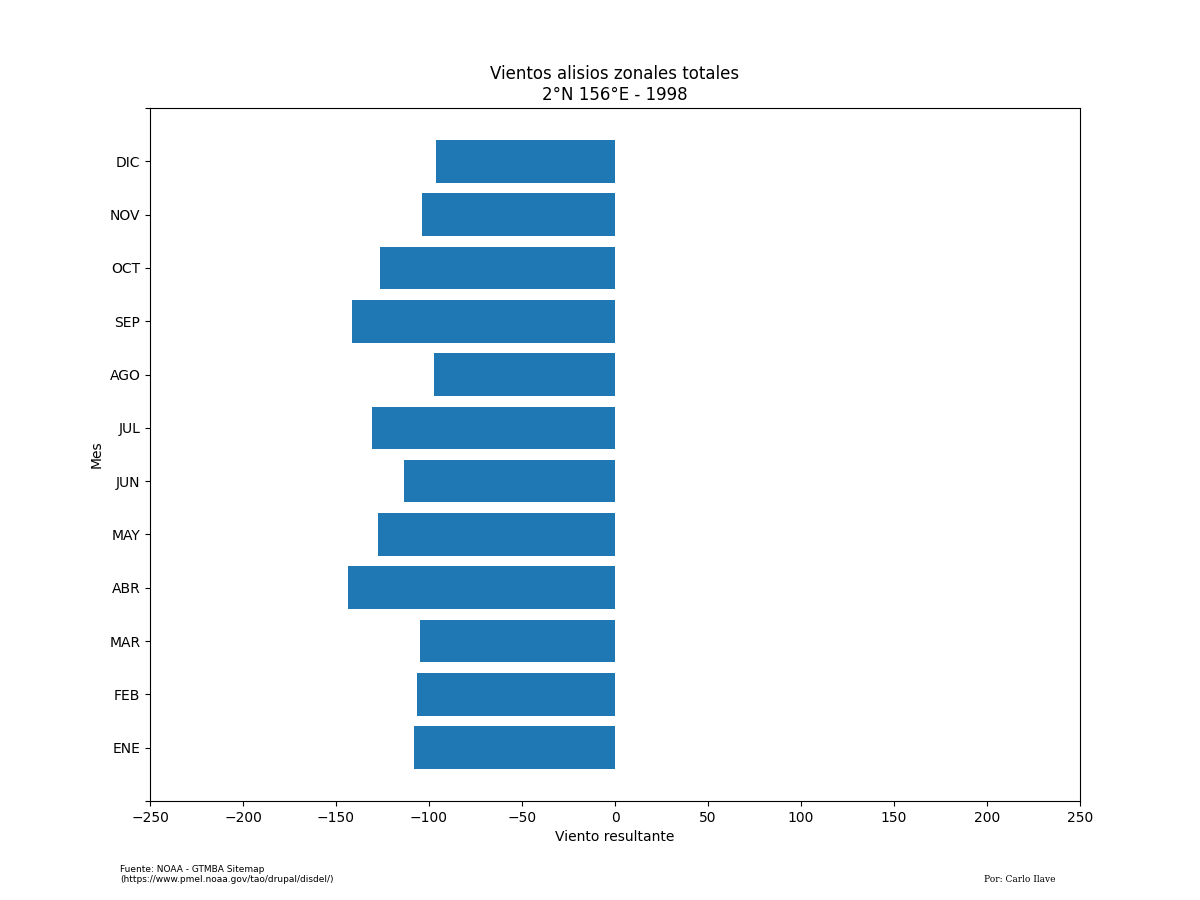 Vientos alisios zonales totales
2°N 156°E - 1998
DIC
NOV
OCT
SEP
AGO
JUL
JUN
MAY
ABR
MAR
FEB
ENE
Mes
−250 −200 −150 −100 −50 0 50 100 150 200 250
Viento resultante
Fuente: NOAA - GTMBA Sitemap
(https://www.pmel.noaa.gov/tao/drupal/disdel/)
Por: Carlo Ilave